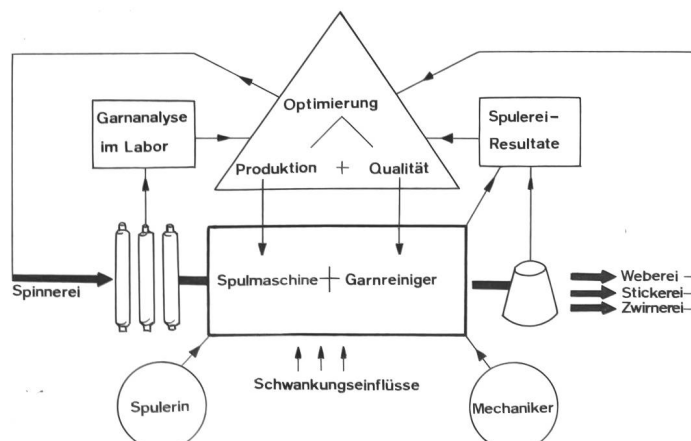 Optimierung
Produktion + Qualität
Garnanalyse
im Labor
Spulerei-
Resultate
Spulmaschine + Garnreiniger
Spinnerei
Weberei
Stickerei
Zwirnerei
Schwankungseinflüsse
Spulerin
Mechaniker